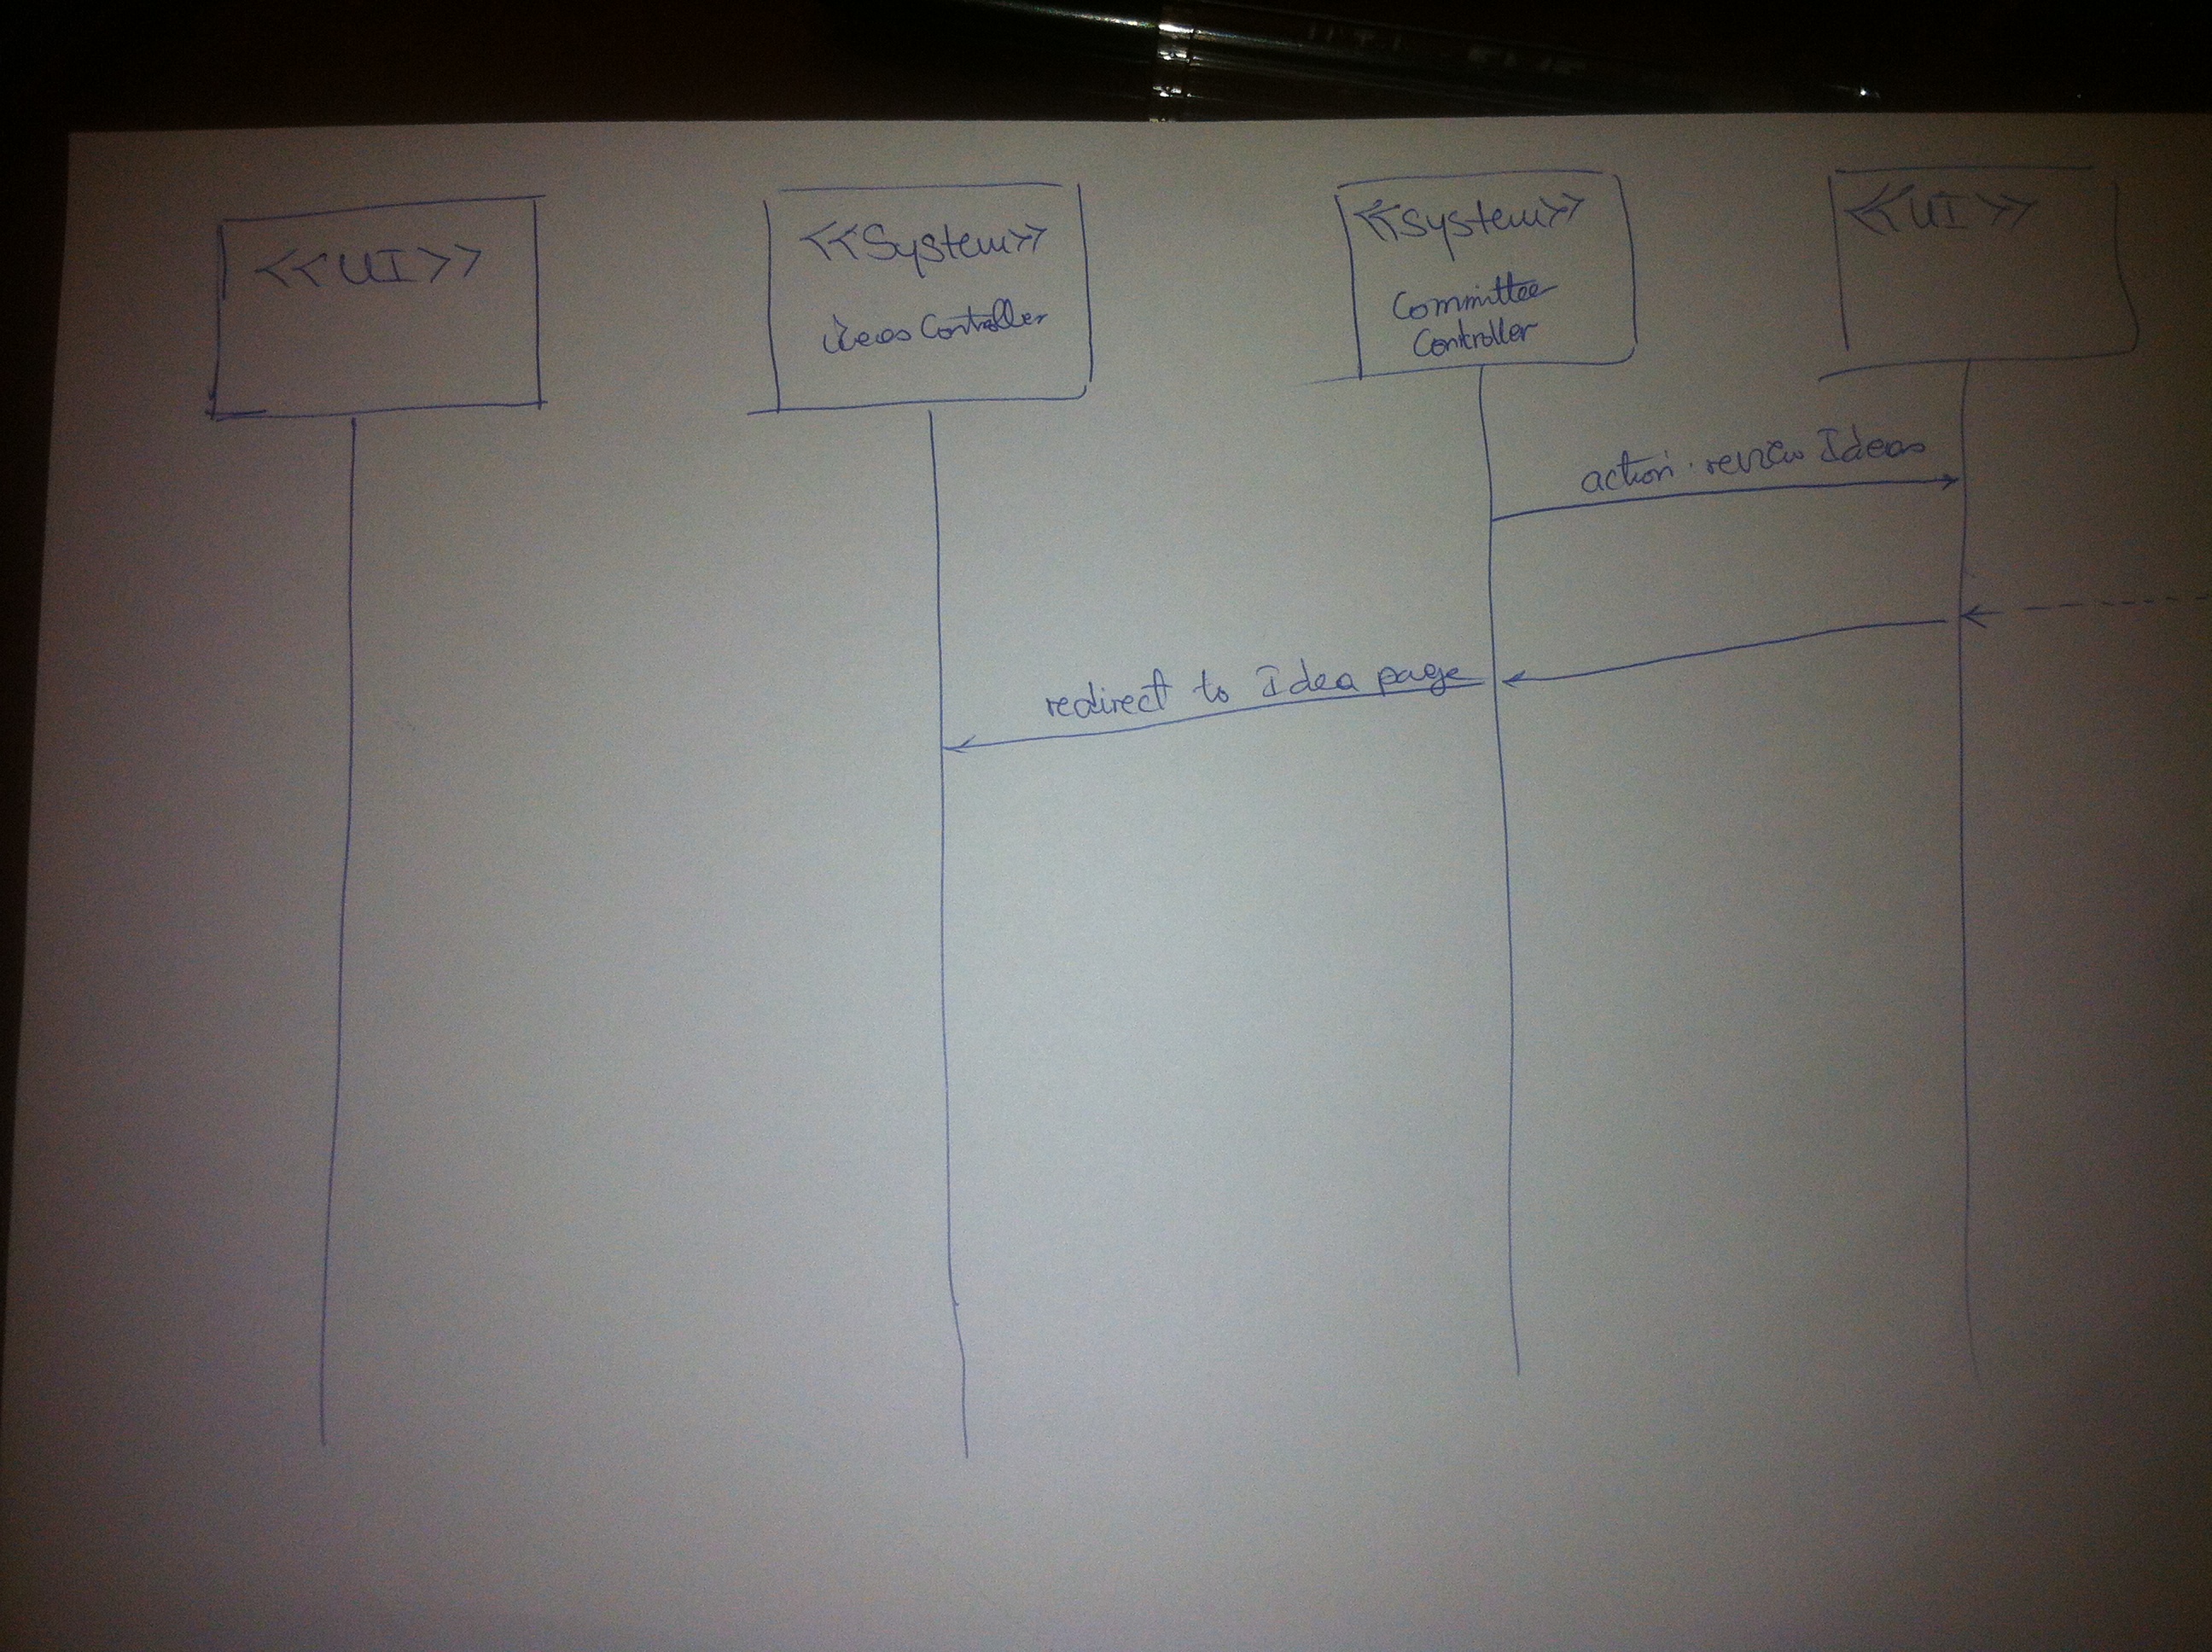 <<UI>>
<<System>>
ideas Controller
<<System>>
Committee
Controller
<<UI>>
action: review Ideas
redirect to Idea page